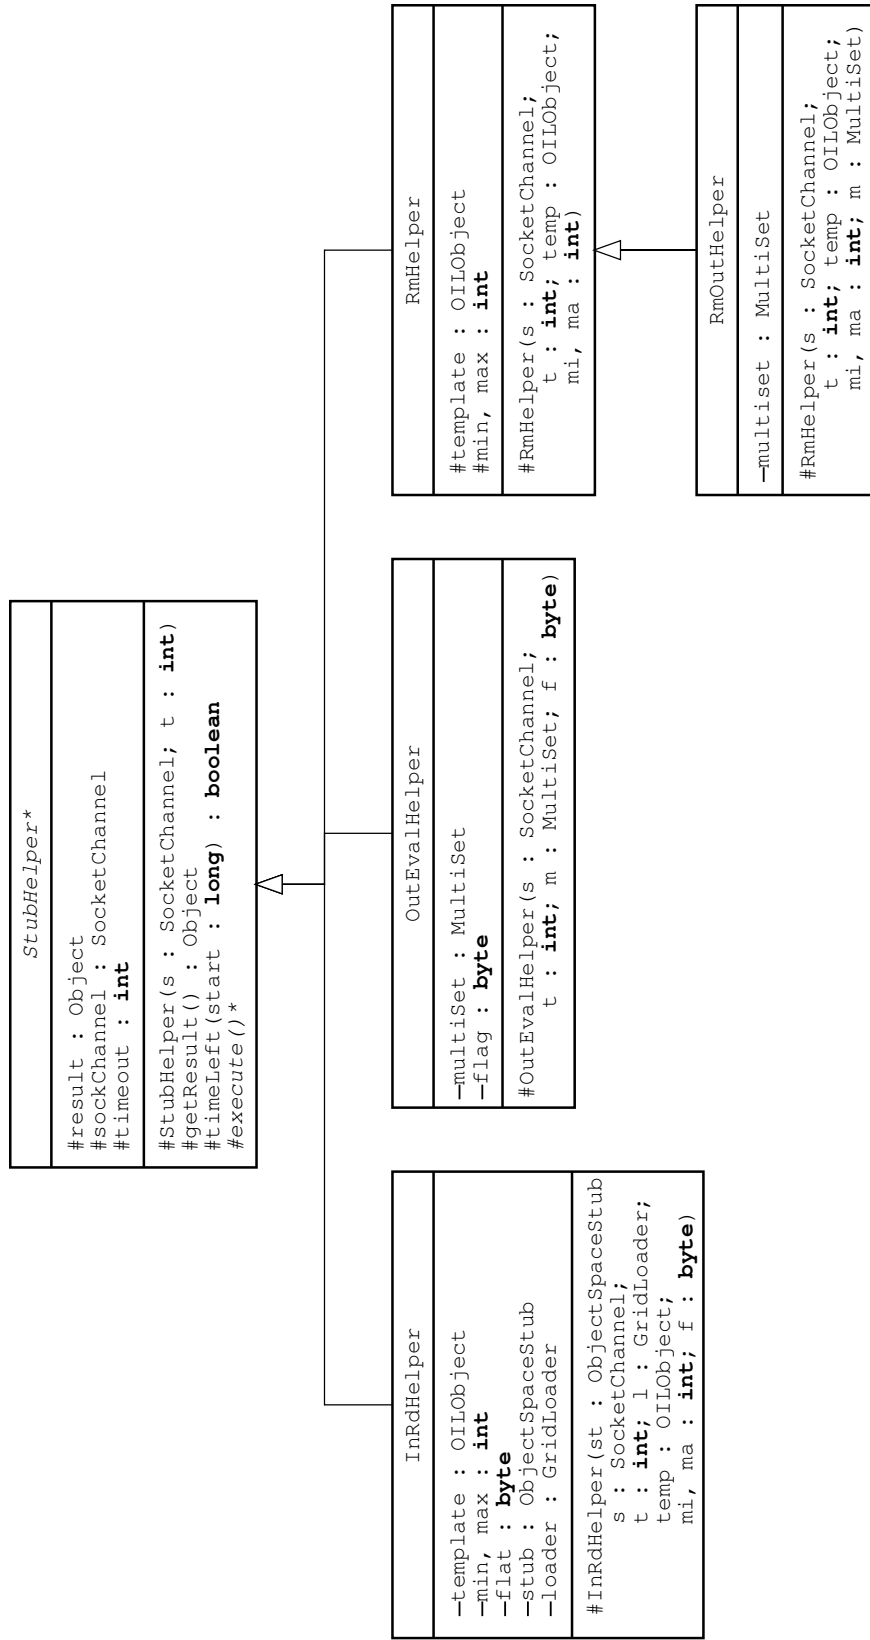 StubHelper*
#result : Object
#sockChannel : SocketChannel
#timeout : int
#StubHelper(s : SocketChannel; t : int)
#getResult() : Object
#timeLeft(start : long) : boolean
#execute()*
InRdHelper
−template : OILObject
−min, max : int
−flat : byte
−stub : ObjectSpaceStub
−loader : GridLoader
#InRdHelper(st : ObjectSpaceStub
s : SocketChannel;
t : int; l : GridLoader;
temp : OILObject;
mi, ma : int; f : byte)
OutEvalHelper
−multiSet : MultiSet
−flag : byte
#OutEvalHelper(s : SocketChannel;
t : int; m : MultiSet; f : byte)
RmHelper
#template : OILObject
#min, max : int
#RmHelper(s : SocketChannel;
t : int; temp : OILObject;
mi, ma : int)
RmOutHelper
−multiset : MultiSet
#RmHelper(s : SocketChannel;
t : int; temp : OILObject;
mi, ma : int; m : MultiSet)